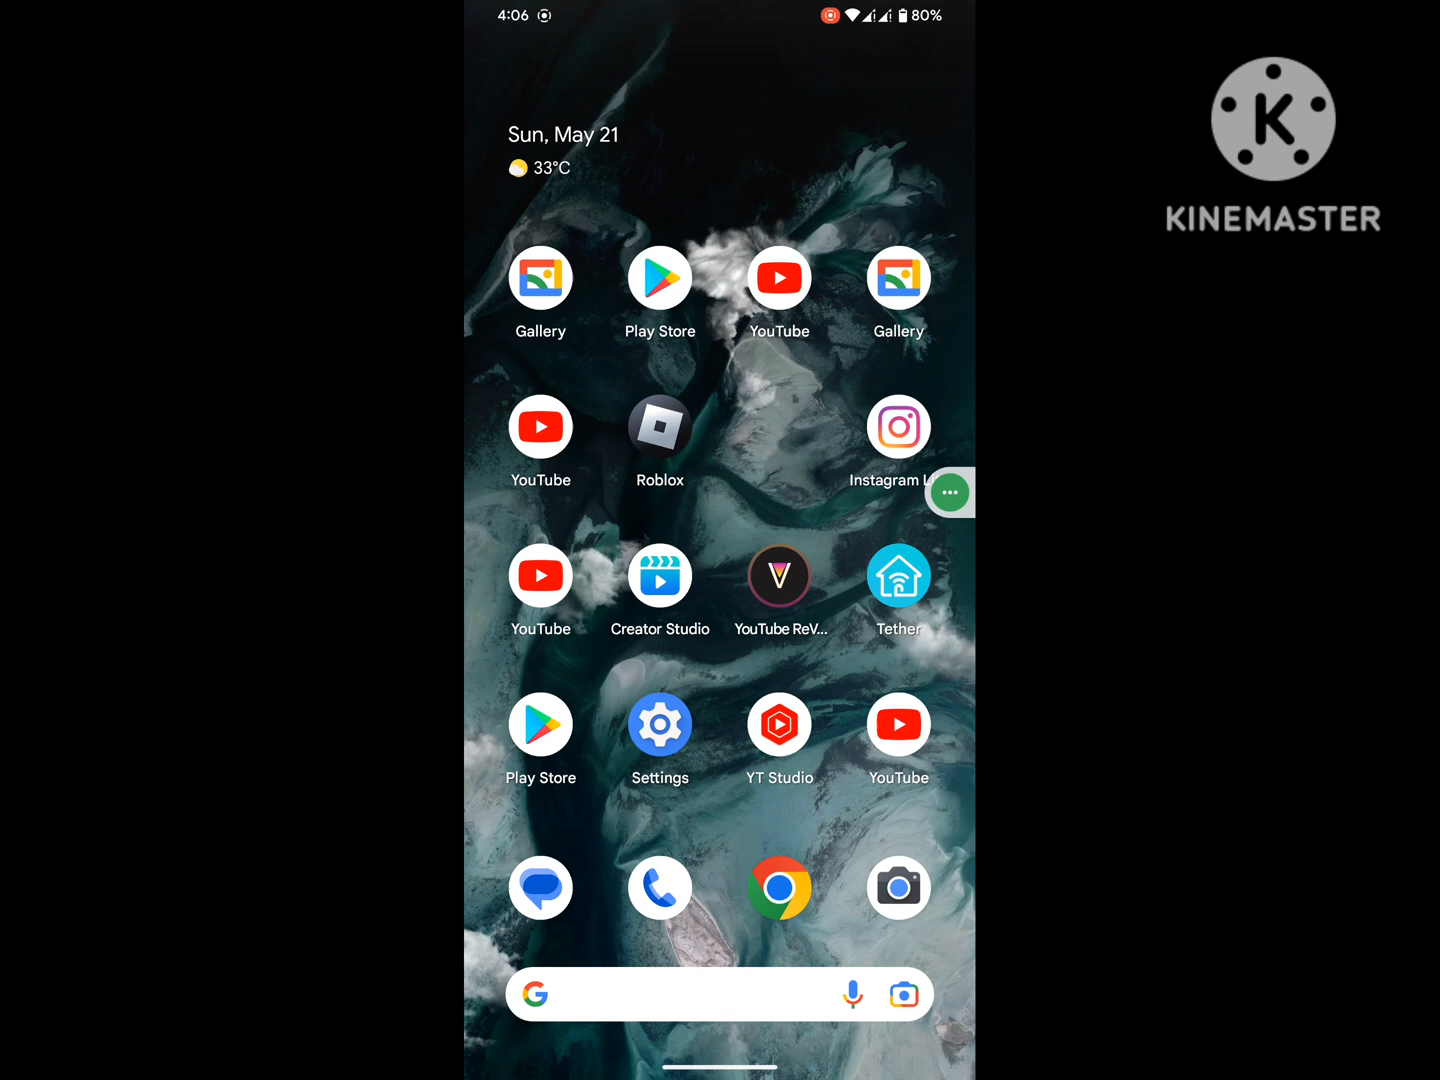 4:06 80%
KINEMASTER
Sun, May 21
33°C
Gallery Play Store YouTube Gallery
YouTube Roblox Instagram
YouTube Creator Studio YouTube ReV... Tether
Play Store Settings YT Studio YouTube